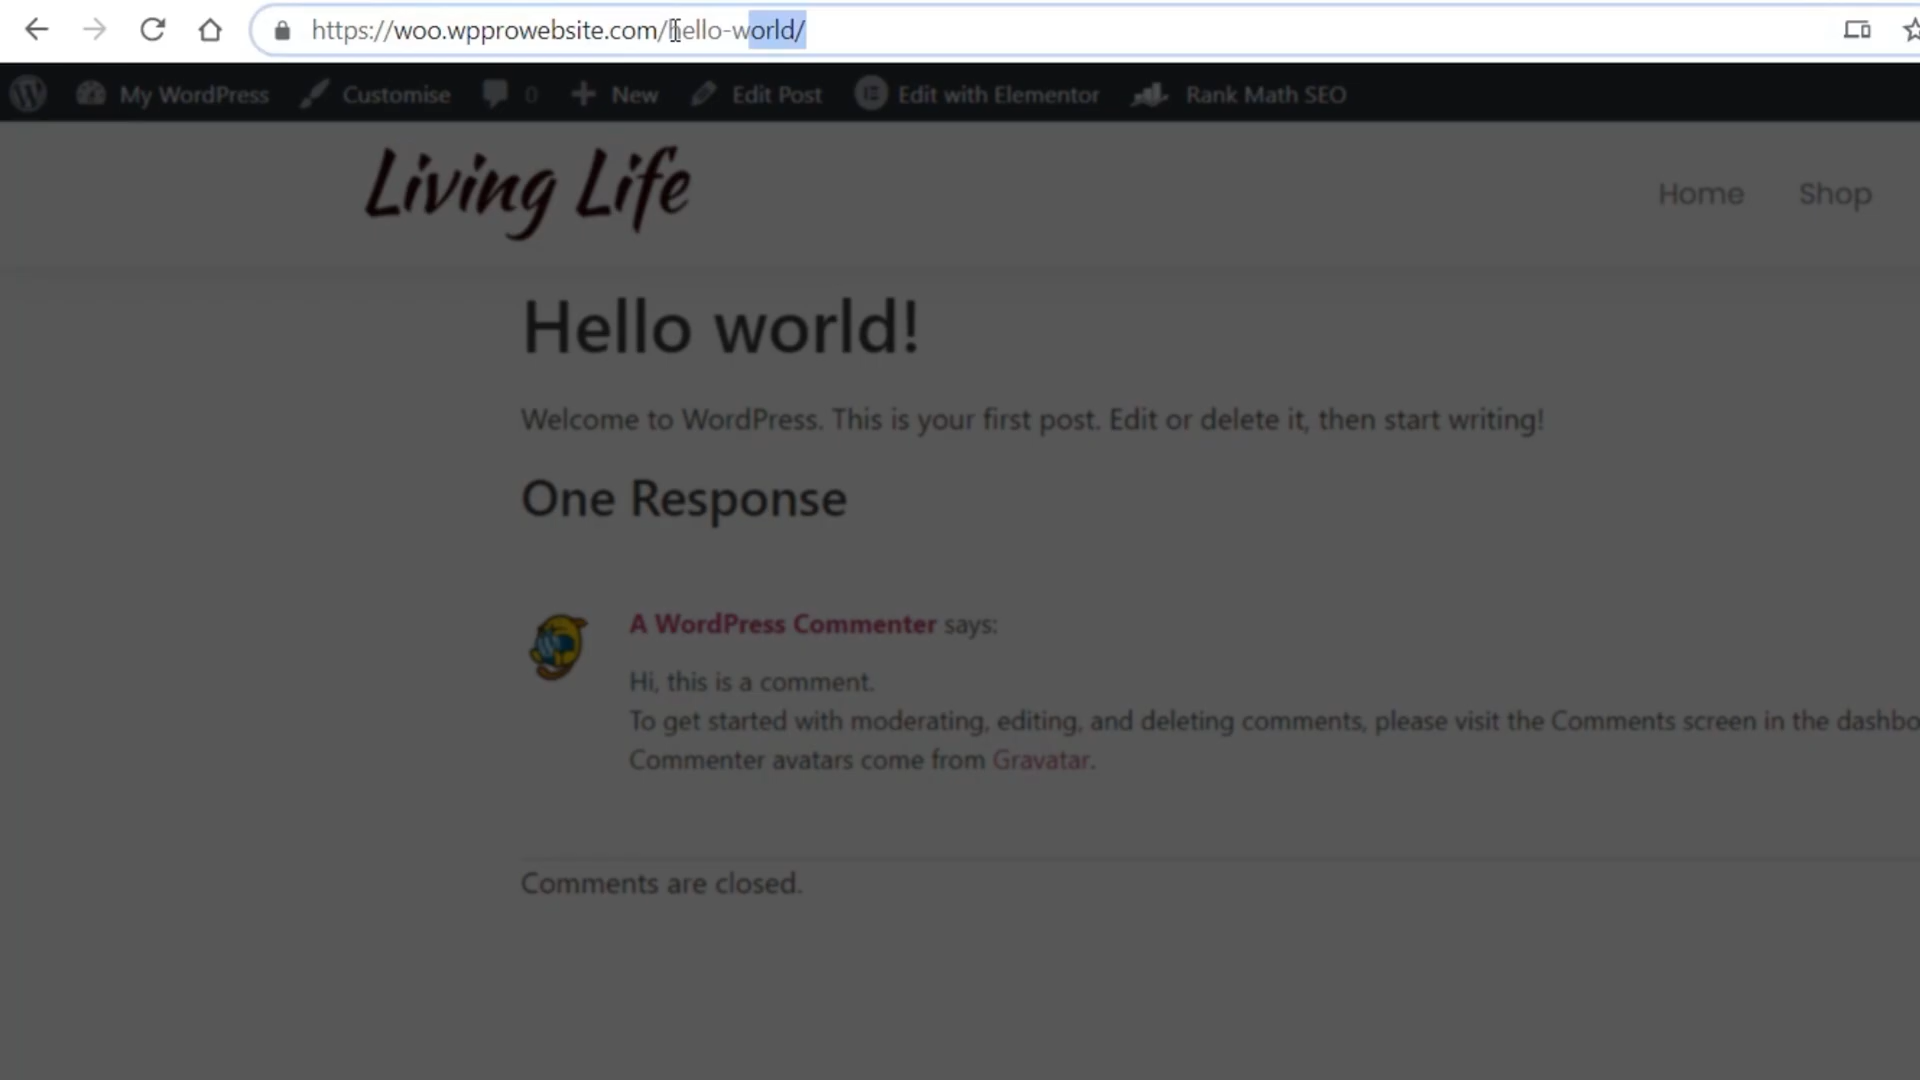 https://woo.wpprowebsite.com/hello-world/
My WordPress Customise 0 New Edit Post Edit with Elementor Rank Math SEO
Living Life
Home Shop
Hello world!
Welcome to WordPress. This is your first post. Edit or delete it, then start writing!
One Response
A WordPress Commenter says:
Hi, this is a comment.
To get started with moderating, editing, and deleting comments, please visit the Comments screen in the dashbo
Commenter avatars come from Gravatar.
Comments are closed.